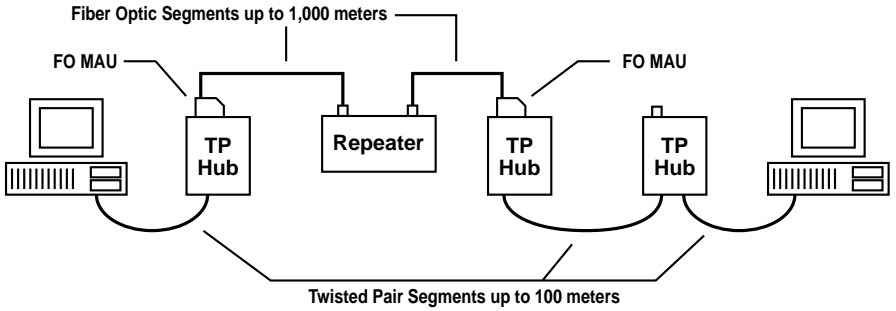 Fiber Optic Segments up to 1,000 meters
FO MAU
FO MAU
TP
Hub
Repeater
TP
Hub
TP
Hub
Twisted Pair Segments up to 100 meters